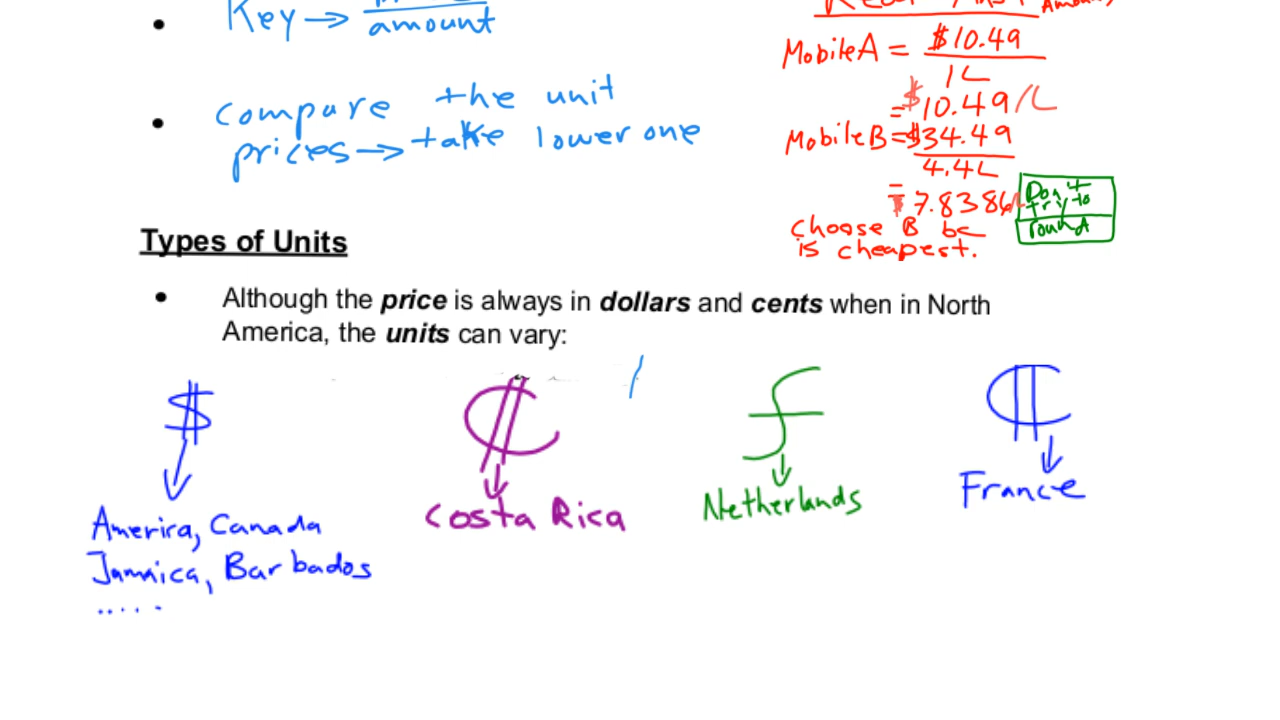 Key → 
amount
• compare the unit
prices → take lower one
Mobile A = $10.49
1L
= $10.49/L
Mobile B = $34.49
4.4L
= $7.8386
Don't
try to
round
choose B bc
is cheapest.
Types of Units
• Although the price is always in dollars and cents when in North
America, the units can vary:
$ ₡ ƒ ₠
America, Canada
Jamaica, Barbados
.....
Costa Rica
Netherlands
France